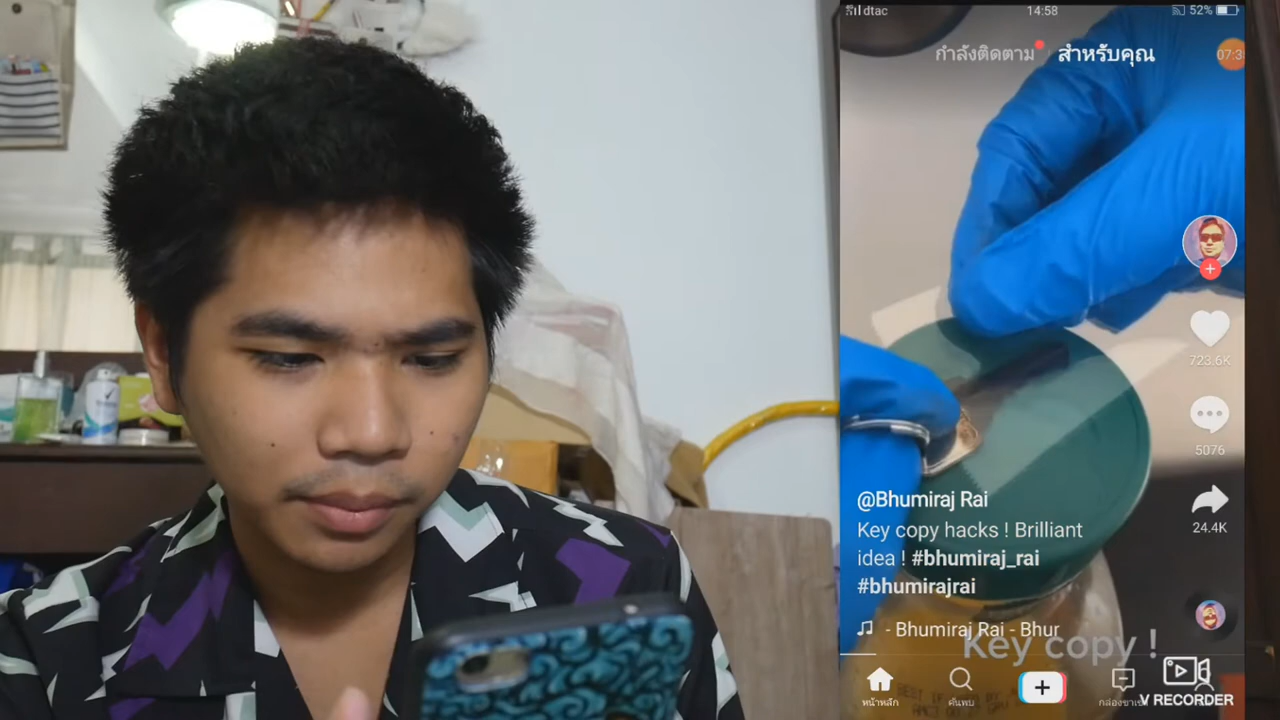 dtac
14:58
52%
กำลังติดตาม
สำหรับคุณ
07:3
723.6K
5076
24.4K
@Bhumiraj Rai
Key copy hacks ! Brilliant
idea ! #bhumiraj_rai
#bhumirajrai
- Bhumiraj Rai - Bhur
Key copy !
หน้าหลัก
ค้นพบ
V RECORDER